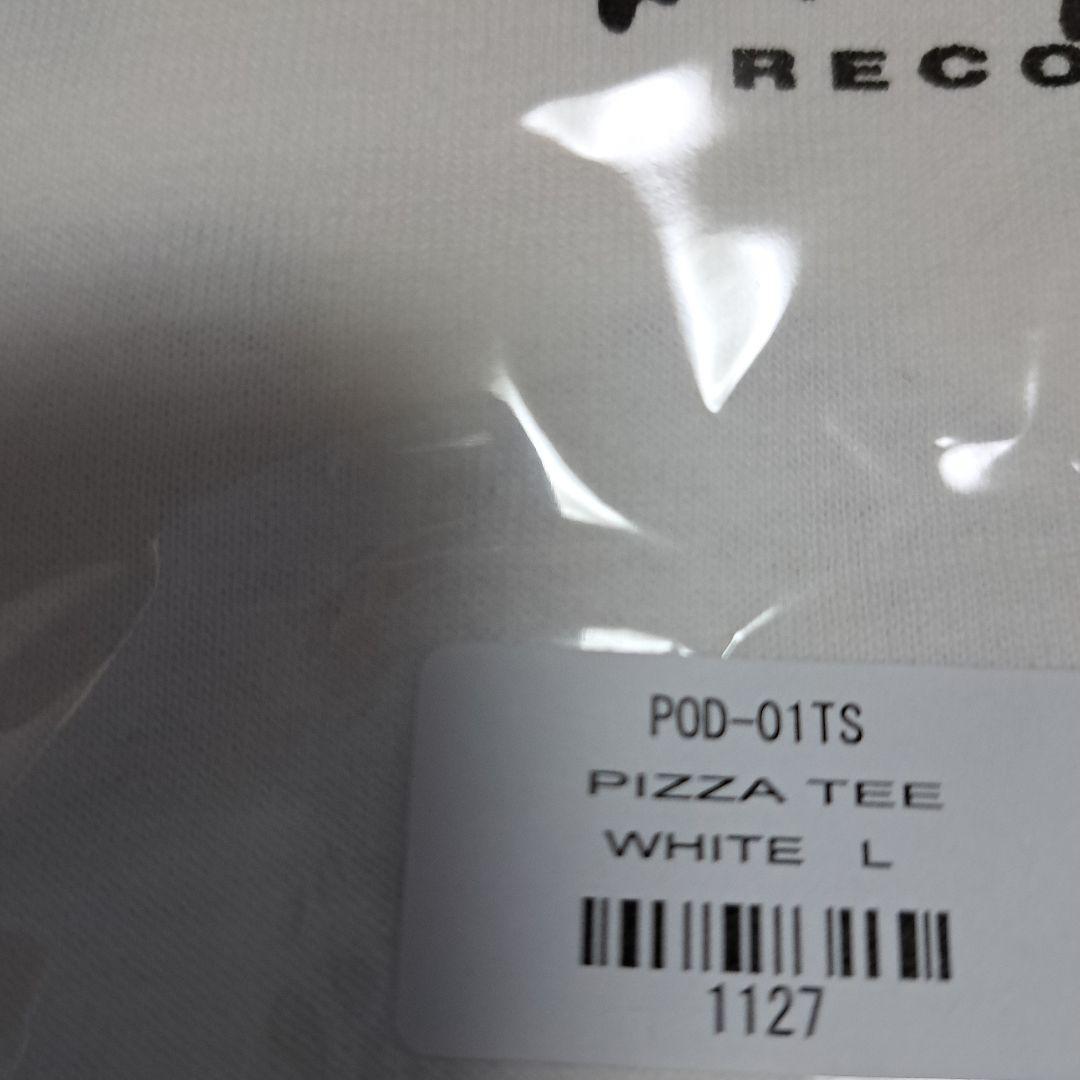 RECO
POD-01TS
PIZZA TEE
WHITE L
1127